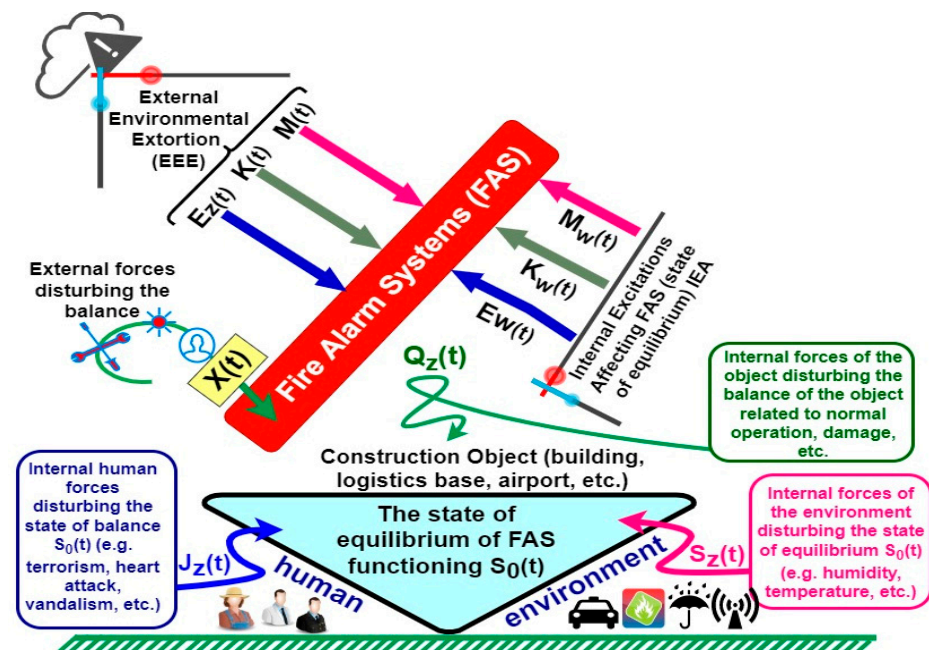 !
External
Environmental
Extortion
(EEE)
M(t)
K(t)
Ez(t)
Fire Alarm Systems (FAS)
Mw(t)
Kw(t)
Ew(t)
Internal Excitations
Affecting FAS (state
of equilibrium) IEA
External forces
disturbing the
balance
X(t)
Qz(t)
Internal forces of the
object disturbing the
balance of the object
related to normal
operation, damage,
etc.
Construction Object (building,
logistics base, airport, etc.)
Internal human
forces
disturbing the
state of balance
S0(t) (e.g.
terrorism, heart
attack,
vandalism, etc.)
Jz(t)
The state of
equilibrium of FAS
functioning S0(t)
human
environment
Sz(t)
Internal forces of
the environment
disturbing the state
of equilibrium S0(t)
(e.g. humidity,
temperature, etc.)